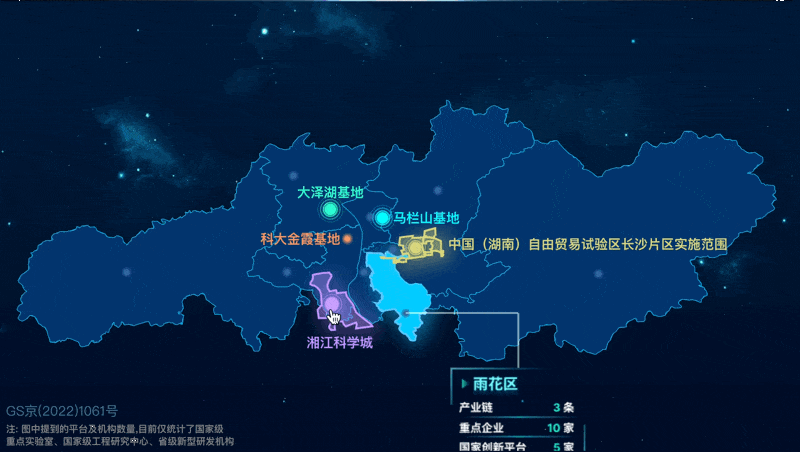 大泽湖基地
马栏山基地
科大金霞基地
中国（湖南）自由贸易试验区长沙片区实施范围
湘江科学城
雨花区
产业链 3 条
重点企业 10 家
国家创新平台 5 家
GS京(2022)1061号
注: 图中提到的平台及机构数量,目前仅统计了国家级
重点实验室、国家级工程研究中心、省级新型研发机构